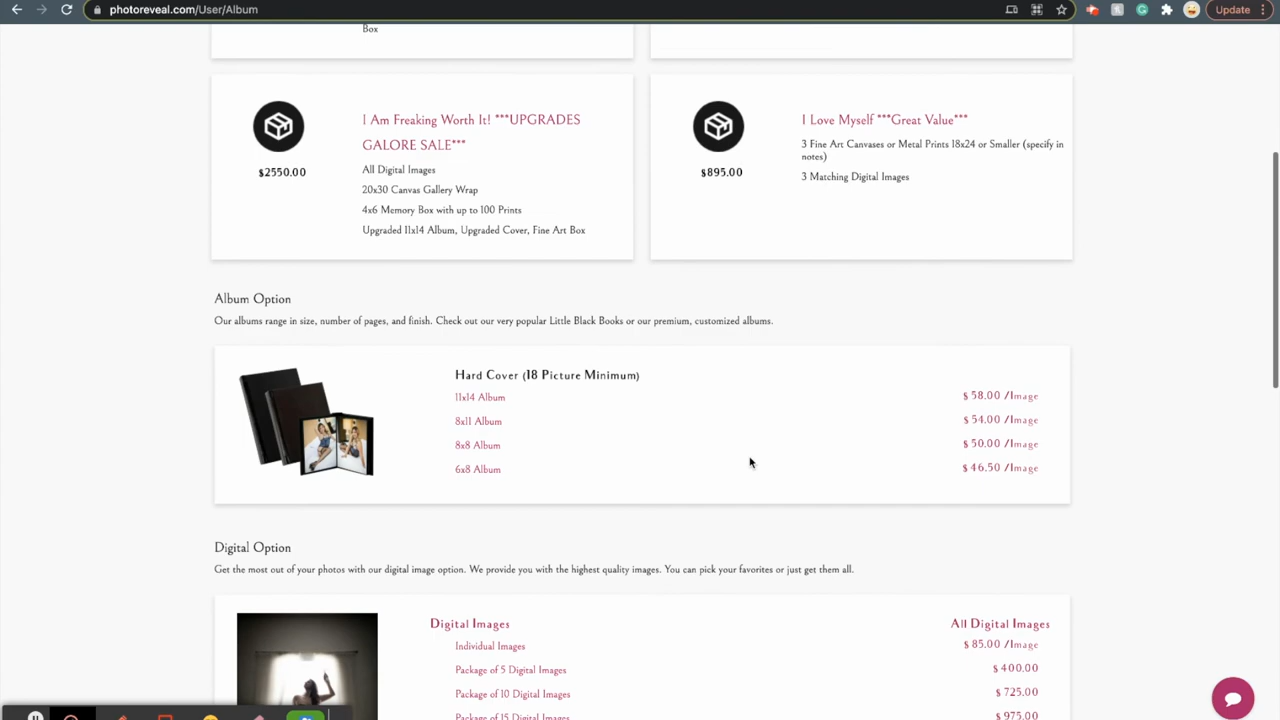 photoreveal.com/User/Album
Update
Box
I Am Freaking Worth It! ***UPGRADES
GALORE SALE***
$2550.00
All Digital Images
20x30 Canvas Gallery Wrap
4x6 Memory Box with up to 100 Prints
Upgraded 11x14 Album, Upgraded Cover, Fine Art Box
I Love Myself ***Great Value***
$895.00
3 Fine Art Canvases or Metal Prints 18x24 or Smaller (specify in
notes)
3 Matching Digital Images
Album Option
Our albums range in size, number of pages, and finish. Check out our very popular Little Black Books or our premium, customized albums.
Hard Cover (18 Picture Minimum)
11x14 Album $ 58.00 /Image
8x11 Album $ 54.00 /Image
8x8 Album $ 50.00 /Image
6x8 Album $ 46.50 /Image
Digital Option
Get the most out of your photos with our digital image option. We provide you with the highest quality images. You can pick your favorites or just get them all.
Digital Images All Digital Images
Individual Images $ 85.00 /Image
Package of 5 Digital Images $ 400.00
Package of 10 Digital Images $ 725.00
Package of 15 Digital Images $ 975.00